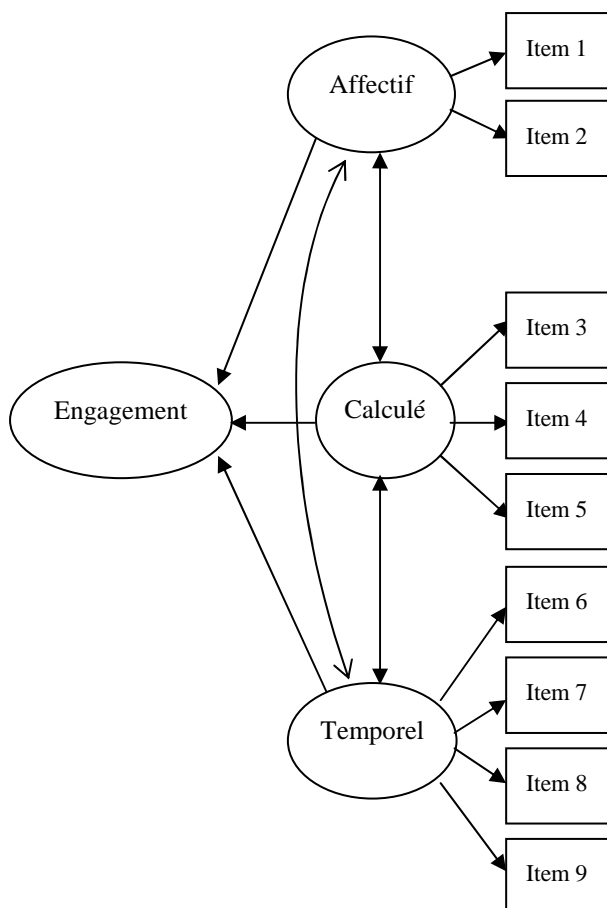 Item 1
Affectif
Item 2
Item 3
Engagement
Calculé
Item 4
Item 5
Item 6
Item 7
Temporel
Item 8
Item 9